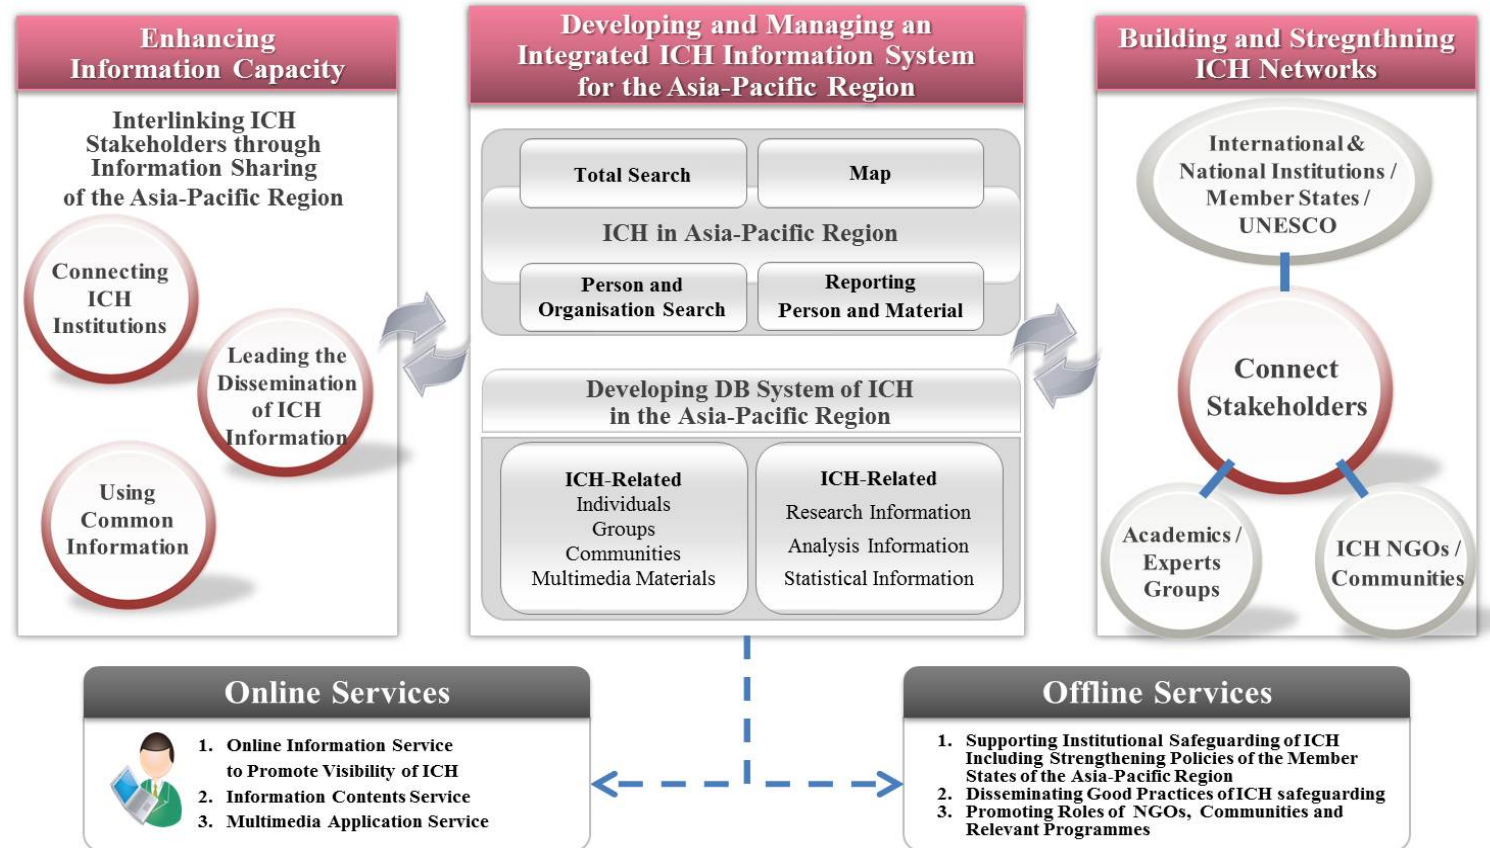 Enhancing
Information Capacity
Interlinking ICH
Stakeholders through
Information Sharing
of the Asia-Pacific Region
Connecting
ICH
Institutions
Leading the
Dissemination
of ICH
Information
Using
Common
Information
Developing and Managing an
Integrated ICH Information System
for the Asia-Pacific Region
Total Search
Map
ICH in Asia-Pacific Region
Person and
Organisation Search
Reporting
Person and Material
Developing DB System of ICH
in the Asia-Pacific Region
ICH-Related
Individuals
Groups
Communities
Multimedia Materials
ICH-Related
Research Information
Analysis Information
Statistical Information
Building and Stregnthning
ICH Networks
International &
National Institutions /
Member States /
UNESCO
Connect
Stakeholders
Academics /
Experts
Groups
ICH NGOs /
Communities
Online Services
1. Online Information Service
to Promote Visibility of ICH
2. Information Contents Service
3. Multimedia Application Service
Offline Services
1. Supporting Institutional Safeguarding of ICH
Including Strengthening Policies of the Member
States of the Asia-Pacific Region
2. Disseminating Good Practices of ICH safeguarding
3. Promoting Roles of NGOs, Communities and
Relevant Programmes